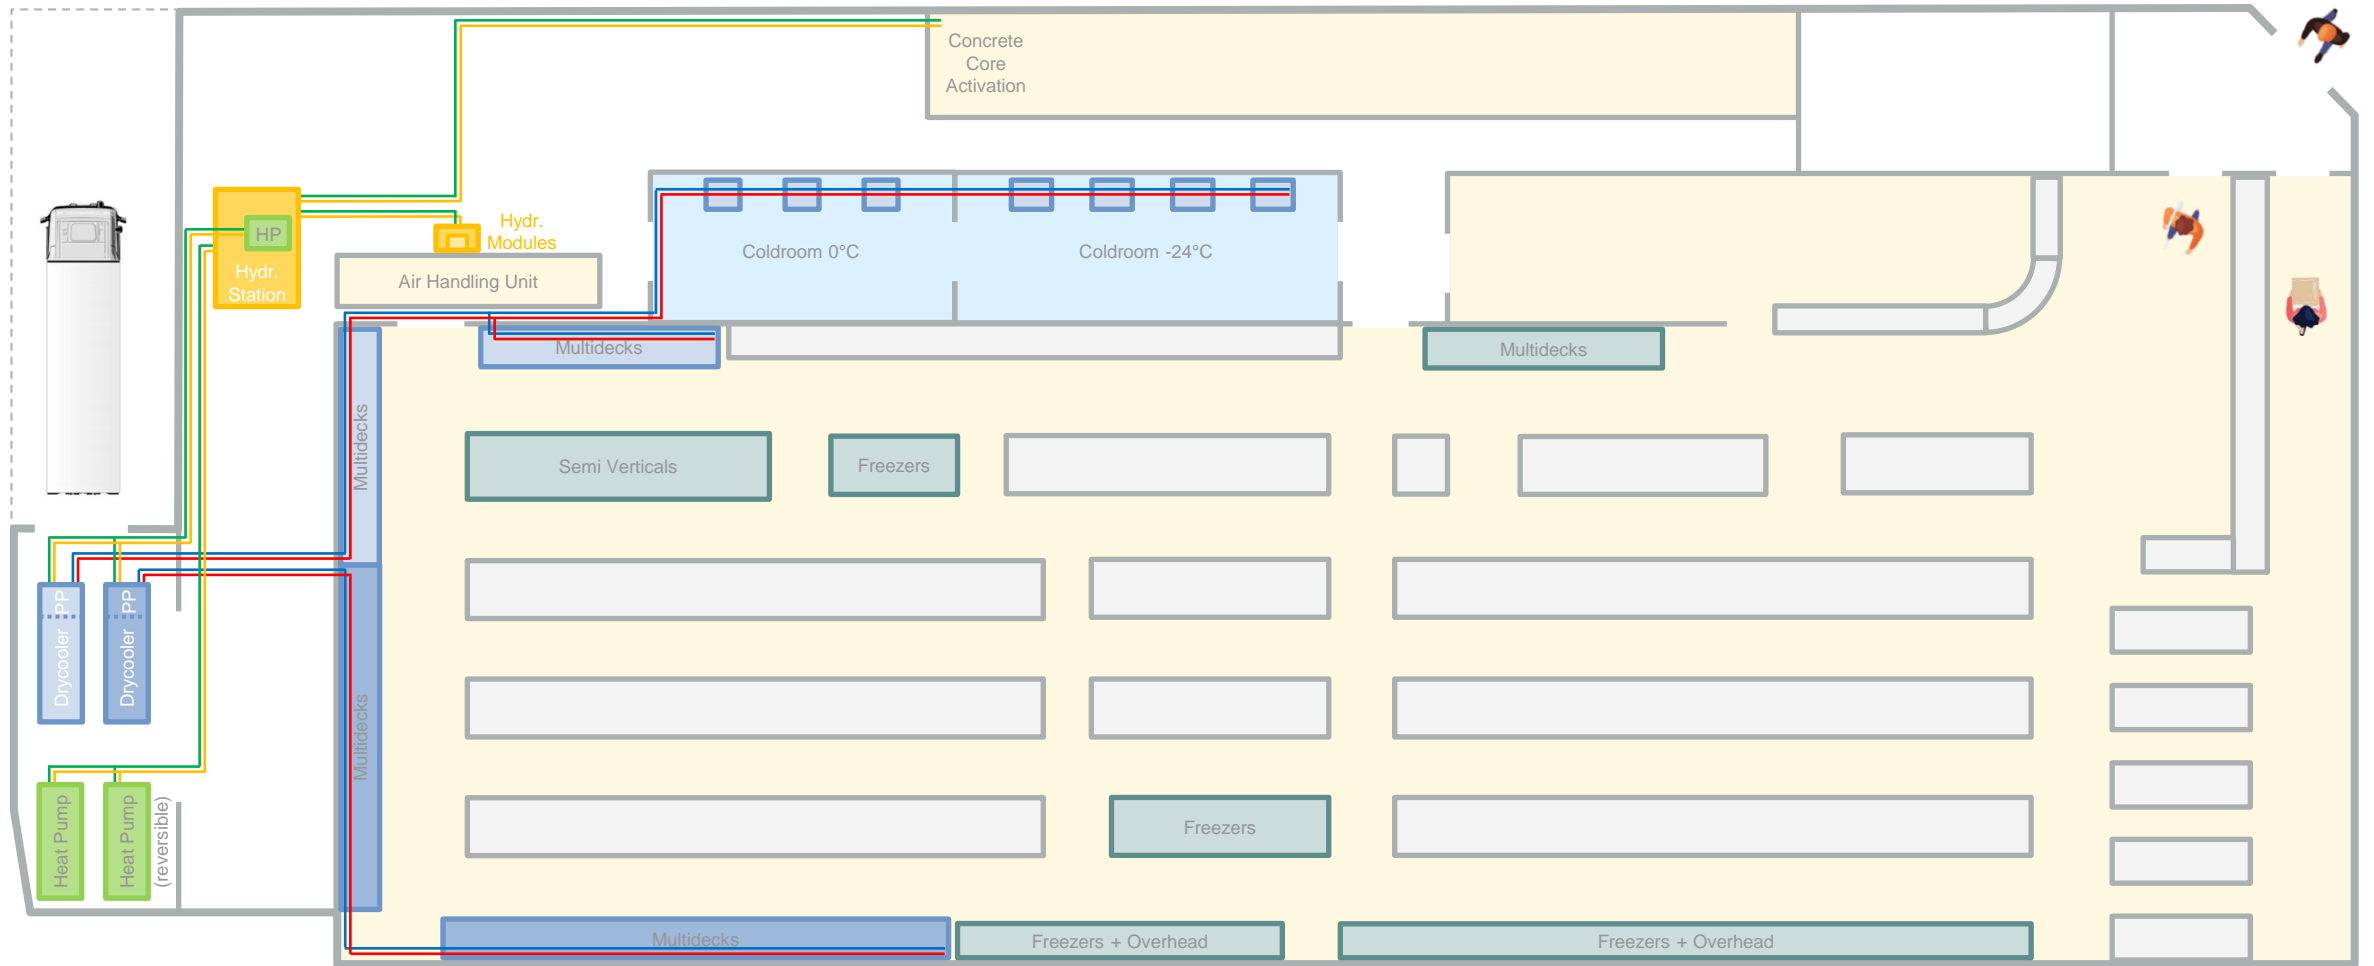 Concrete
Core
Activation
HP
Hydr.
Station
Hydr.
Modules
Air Handling Unit
Coldroom 0°C
Coldroom -24°C
Multidecks
Multidecks
Multidecks
Semi Verticals
Freezers
Drycooler PP
Drycooler PP
Multidecks
Heat Pump
Heat Pump
(reversible)
Freezers
Multidecks
Freezers + Overhead
Freezers + Overhead